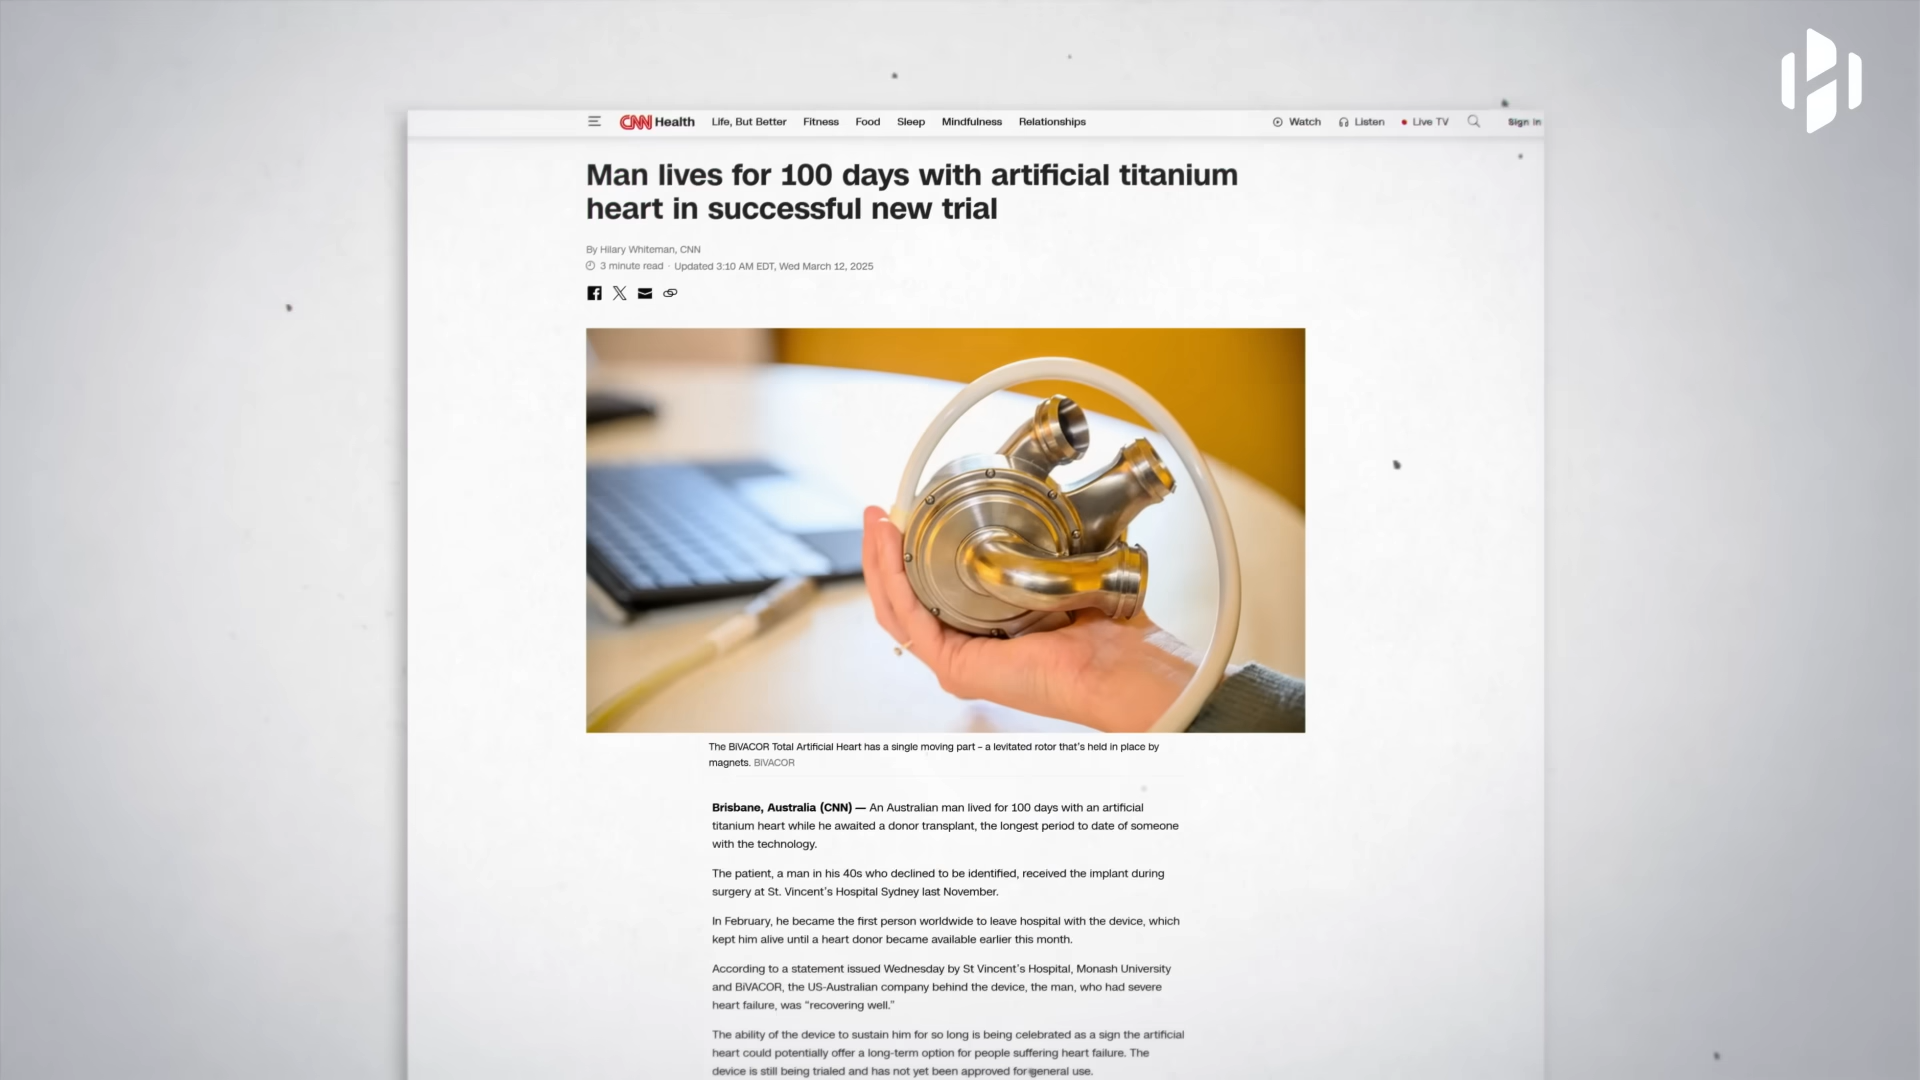 CNN Health Life, But Better Fitness Food Sleep Mindfulness Relationships Watch Listen Live TV Sign in
Man lives for 100 days with artificial titanium
heart in successful new trial
By Hilary Whiteman, CNN
3 minute read · Updated 3:10 AM EDT, Wed March 12, 2025
The BiVACOR Total Artificial Heart has a single moving part – a levitated rotor that's held in place by
magnets. BiVACOR
Brisbane, Australia (CNN) — An Australian man lived for 100 days with an artificial
titanium heart while he awaited a donor transplant, the longest period to date of someone
with the technology.
The patient, a man in his 40s who declined to be identified, received the implant during
surgery at St. Vincent's Hospital Sydney last November.
In February, he became the first person worldwide to leave hospital with the device, which
kept him alive until a heart donor became available earlier this month.
According to a statement issued Wednesday by St Vincent's Hospital, Monash University
and BiVACOR, the US-Australian company behind the device, the man, who had severe
heart failure, was “recovering well.”
The ability of the device to sustain him for so long is being celebrated as a sign the artificial
heart could potentially offer a long-term option for people suffering heart failure. The
device is still being trialed and has not yet been approved for general use.